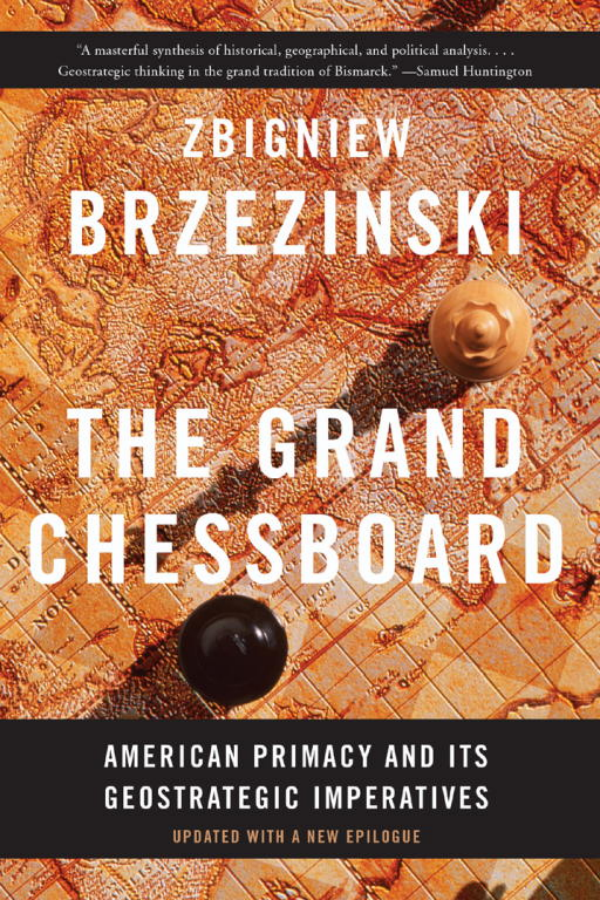 “A masterful synthesis of historical, geographical, and political analysis. . . .
Geostrategic thinking in the grand tradition of Bismarck.” —Samuel Huntington
ZBIGNIEW
BRZEZINSKI
THE GRAND
CHESSBOARD
NORT
AMERICAN PRIMACY AND ITS
GEOSTRATEGIC IMPERATIVES
UPDATED WITH A NEW EPILOGUE